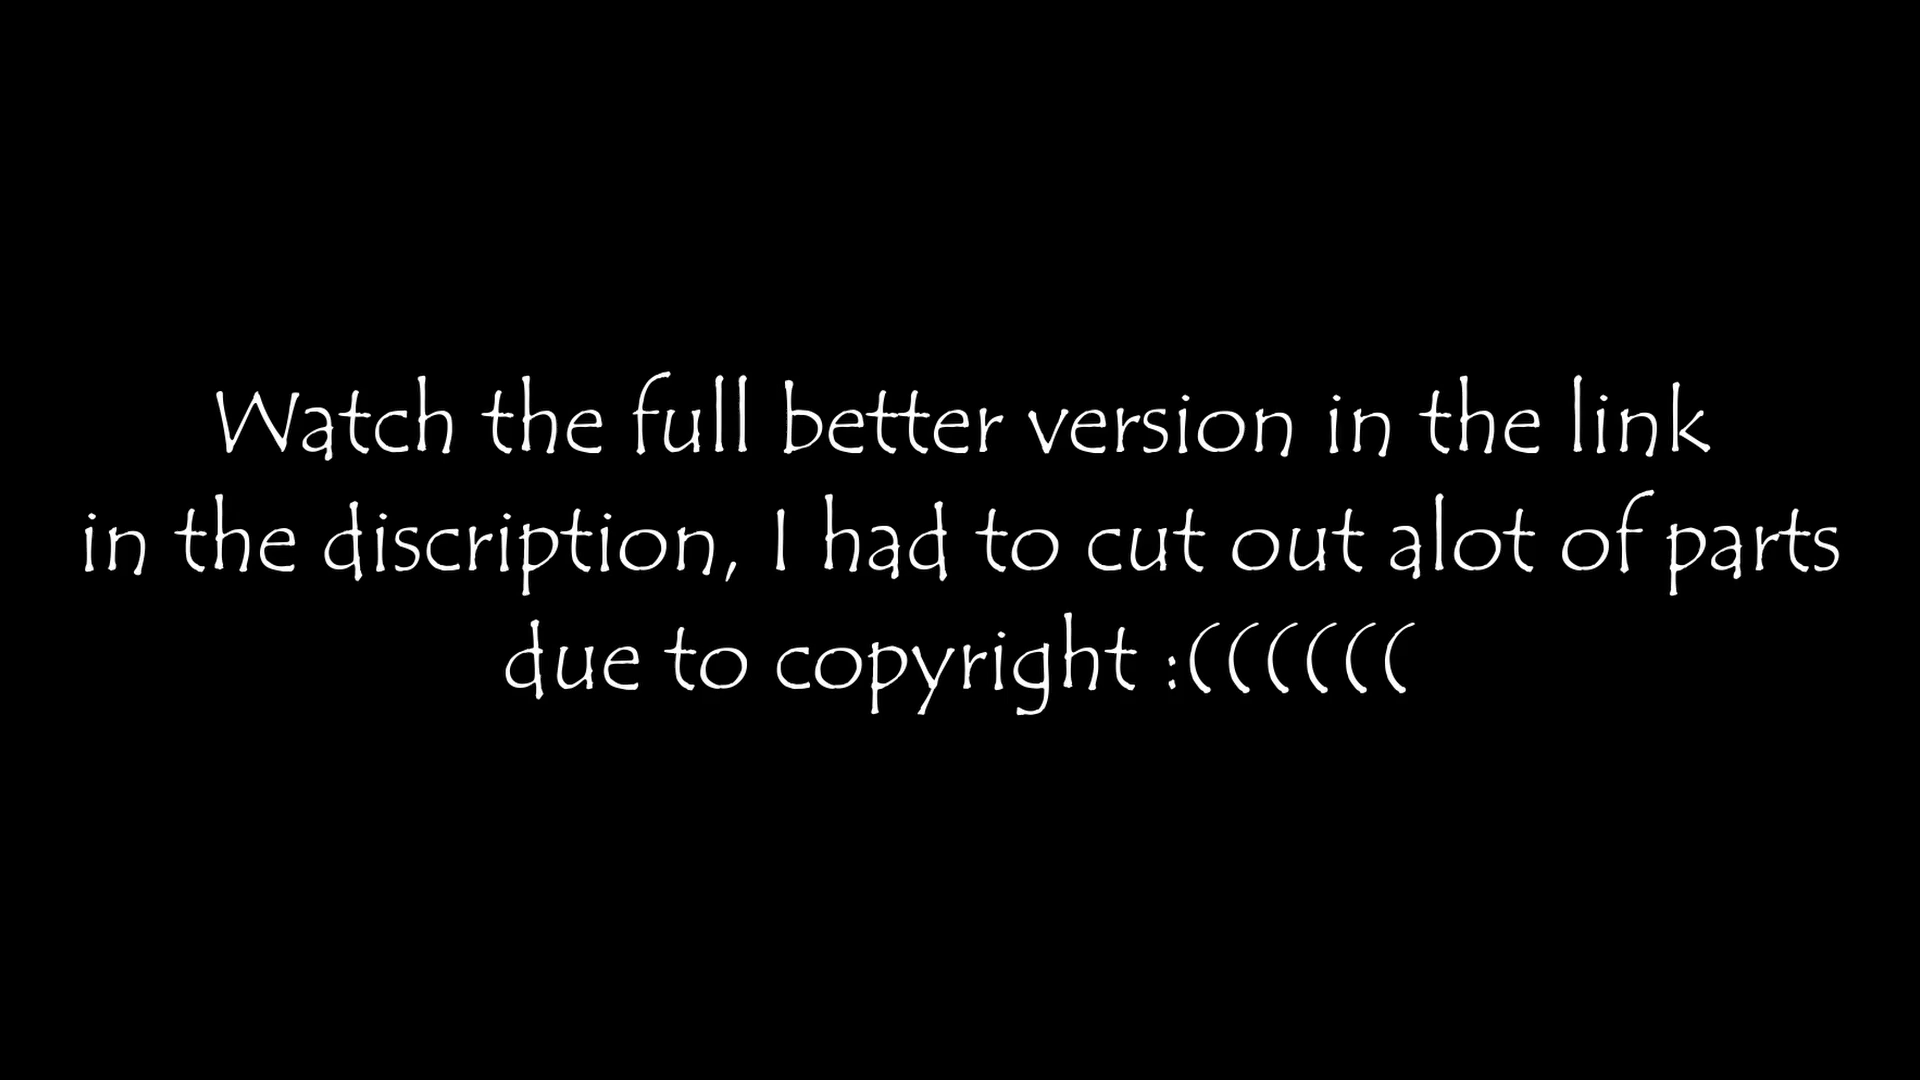 Watch the full better version in the link
in the discription, I had to cut out alot of parts
due to copyright :((((((